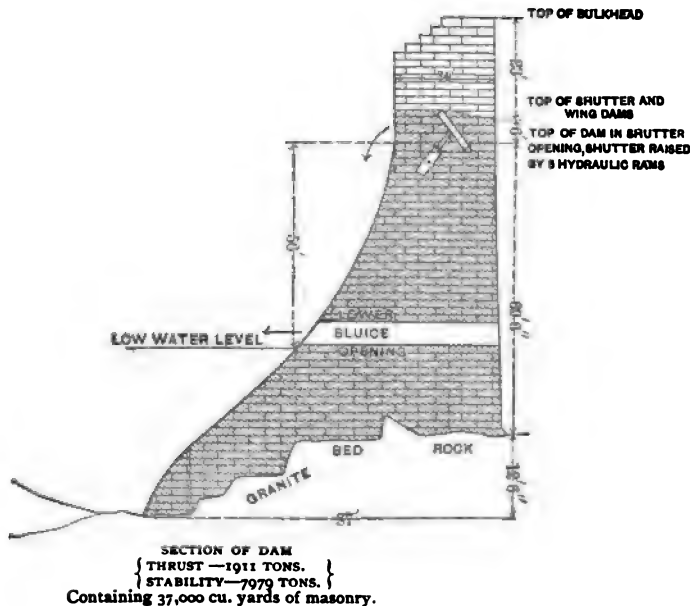 TOP OF BULKHEAD
TOP OF SHUTTER AND
WING DAMS
TOP OF DAM IN SHUTTER
OPENING, SHUTTER RAISED
BY 5 HYDRAULIC RAMS
LOWER
SLUICE
OPENING
LOW WATER LEVEL
BED
ROCK
GRANITE
SECTION OF DAM
THRUST —1911 TONS.
STABILITY—7979 TONS.
Containing 37,000 cu. yards of masonry.